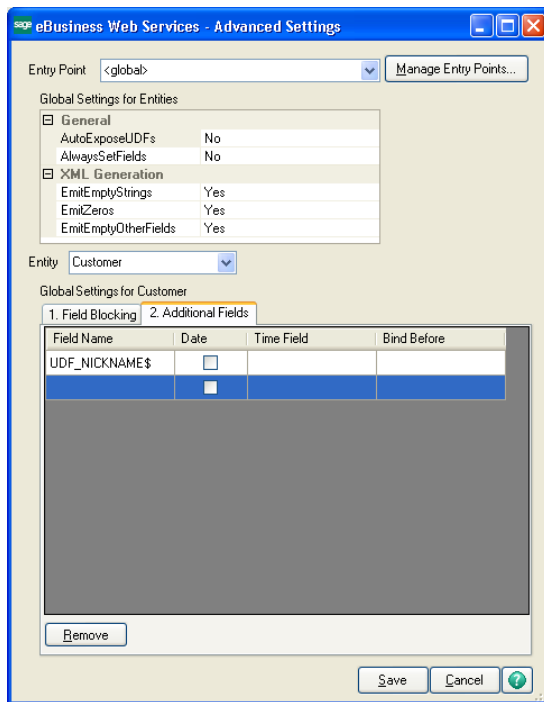 sage eBusiness Web Services - Advanced Settings
Entry Point <global> Manage Entry Points...
Global Settings for Entities
General
AutoExposeUDFs No
AlwaysSetFields No
XML Generation
EmitEmptyStrings Yes
EmitZeros Yes
EmitEmptyOtherFields Yes
Entity Customer
Global Settings for Customer
1. Field Blocking 2. Additional Fields
Field Name Date Time Field Bind Before
UDF_NICKNAME$
Remove
Save Cancel ?